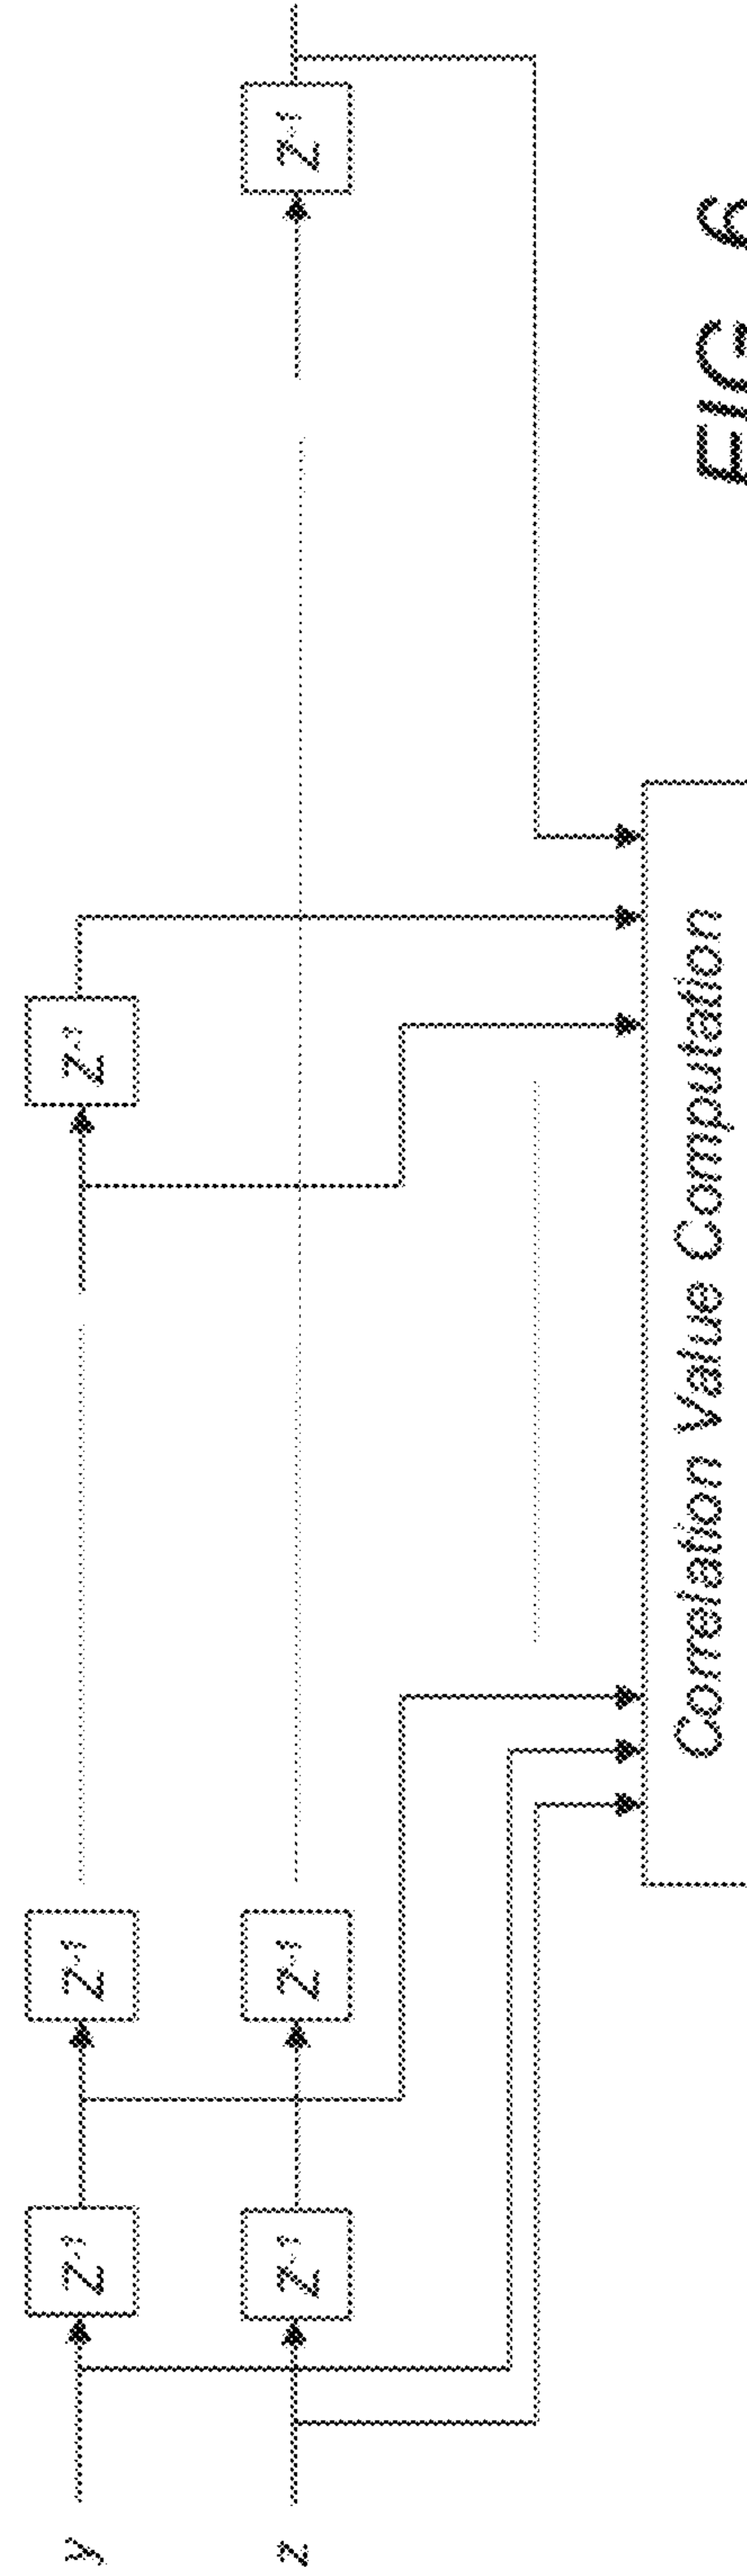 y Z⁻¹ Z⁻¹ Z⁻¹
z Z⁻¹ Z⁻¹ Z⁻¹
Correlation Value Computation
FIG 6